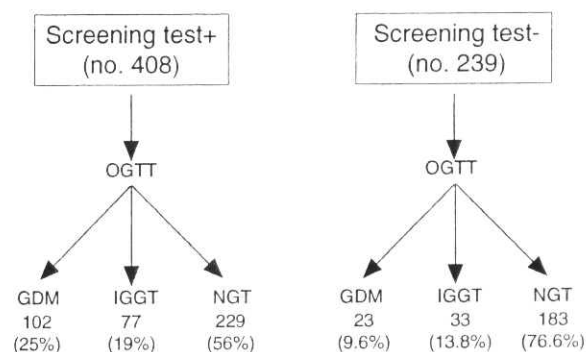 Screening test+
(no. 408)
OGTT
GDM IGGT NGT
102 77 229
(25%) (19%) (56%)
Screening test-
(no. 239)
OGTT
GDM IGGT NGT
23 33 183
(9.6%) (13.8%) (76.6%)